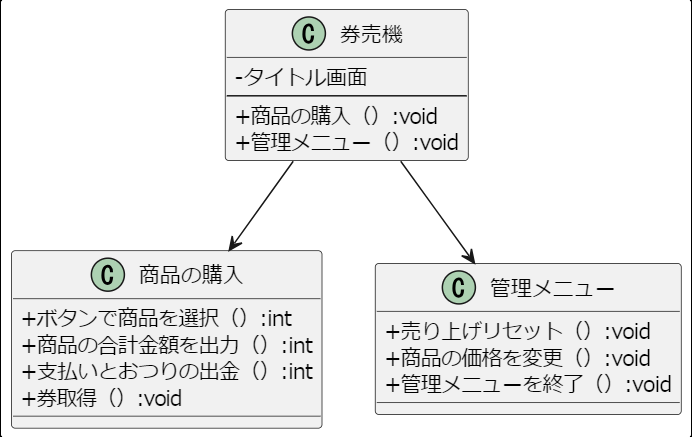 C 券売機
-タイトル画面
+商品の購入（）:void
+管理メニュー（）:void
C 商品の購入
+ボタンで商品を選択（）:int
+商品の合計金額を出力（）:int
+支払いとおつりの出金（）:int
+券取得（）:void
C 管理メニュー
+売り上げリセット（）:void
+商品の価格を変更（）:void
+管理メニューを終了（）:void